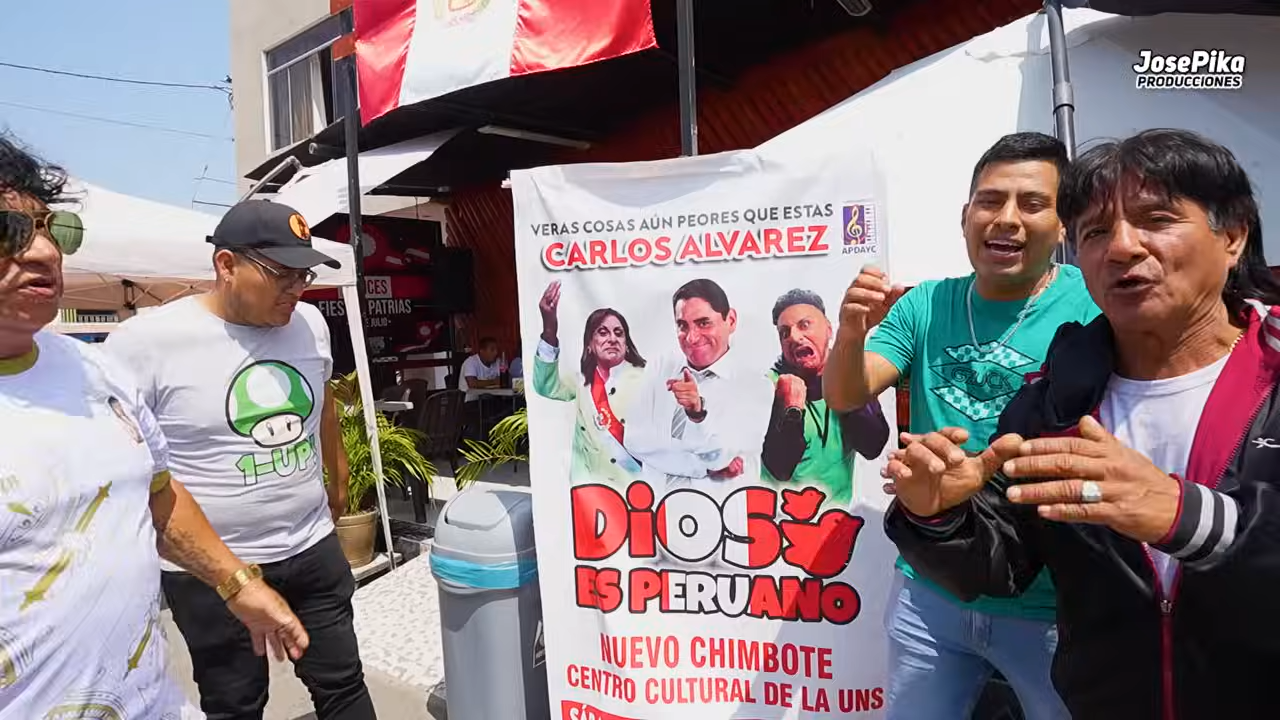 JosePika
PRODUCCIONES
VERAS COSAS AÚN PEORES QUE ESTAS
CARLOS ALVAREZ
APDAYC
DiOS
ES PERUANO
NUEVO CHIMBOTE
CENTRO CULTURAL DE LA UNS
1-UP!
PATRIAS